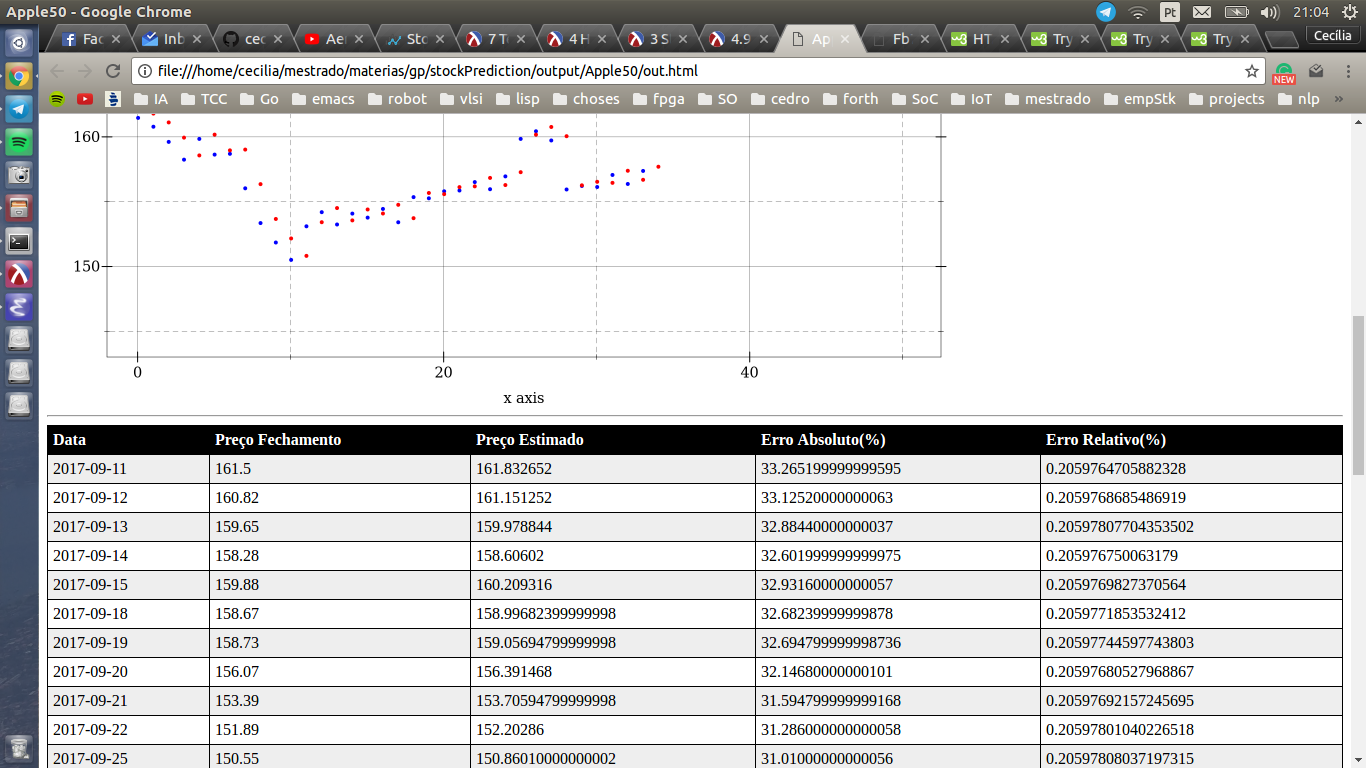 Apple50 - Google Chrome
Pt
21:04
Fac
Inb
cec
Aer
Sto
7 T
4 H
3 S
4.9
Ap
Fb
HT
Try
Try
Try
Cecília
file:///home/cecilia/mestrado/materias/gp/stockPrediction/output/Apple50/out.html
NEW
IA TCC Go emacs robot vlsi lisp choses fpga SO cedro forth SoC IoT mestrado empStk projects nlp »
160
150
0 20 40
x axis
Data Preço Fechamento Preço Estimado Erro Absoluto(%) Erro Relativo(%)
2017-09-11 161.5 161.832652 33.265199999999595 0.2059764705882328
2017-09-12 160.82 161.151252 33.12520000000063 0.2059768685486919
2017-09-13 159.65 159.978844 32.88440000000037 0.20597807704353502
2017-09-14 158.28 158.60602 32.601999999999975 0.205976750063179
2017-09-15 159.88 160.209316 32.93160000000057 0.2059769827370564
2017-09-18 158.67 158.99682399999998 32.68239999999878 0.2059771853532412
2017-09-19 158.73 159.05694799999998 32.694799999998736 0.20597744597743803
2017-09-20 156.07 156.391468 32.14680000000101 0.20597680527968867
2017-09-21 153.39 153.70594799999998 31.594799999999168 0.20597692157245695
2017-09-22 151.89 152.20286 31.286000000000058 0.20597801040226518
2017-09-25 150.55 150.86010000000002 31.01000000000056 0.20597808037197315